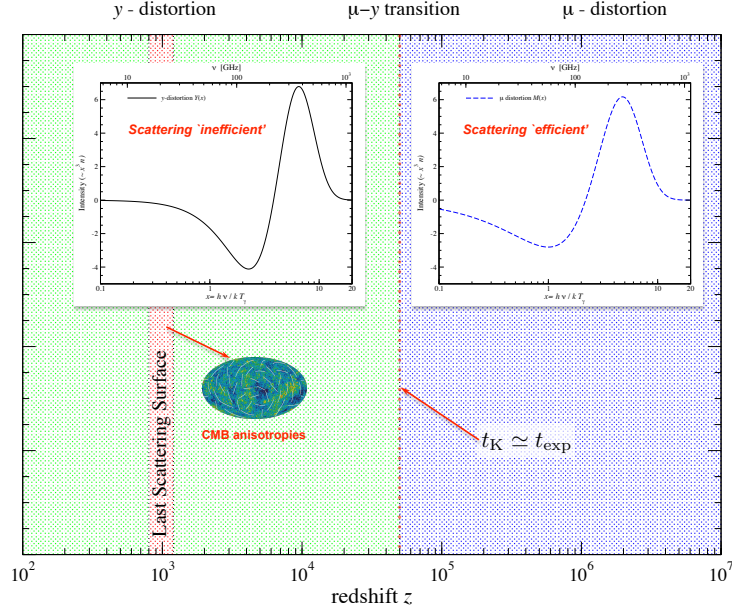 y - distortion
μ−y transition
μ - distortion
ν [GHz]
10 100 10³
y-distortion Y(x)
Scattering `inefficient'
Intensity (~ x³ n)
6
4
2
0
-2
-4
0.1 1 10 20
x= h ν / k Tγ
ν [GHz]
10 100 10³
μ distortion M(x)
Scattering `efficient'
Intensity (~ x³ n)
6
4
2
0
-2
-4
0.1 1 10 20
x= h ν / k Tγ
Last Scattering Surface
CMB anisotropies
t_K ≃ t_exp
10² 10³ 10⁴ 10⁵ 10⁶ 10⁷
redshift z